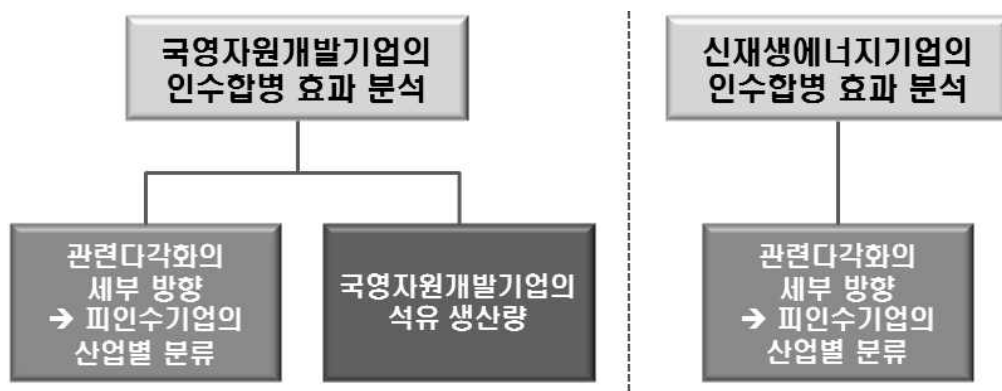 국영자원개발기업의
인수합병 효과 분석
신재생에너지기업의
인수합병 효과 분석
관련다각화의
세부 방향
→ 피인수기업의
산업별 분류
국영자원개발기업의
석유 생산량
관련다각화의
세부 방향
→ 피인수기업의
산업별 분류